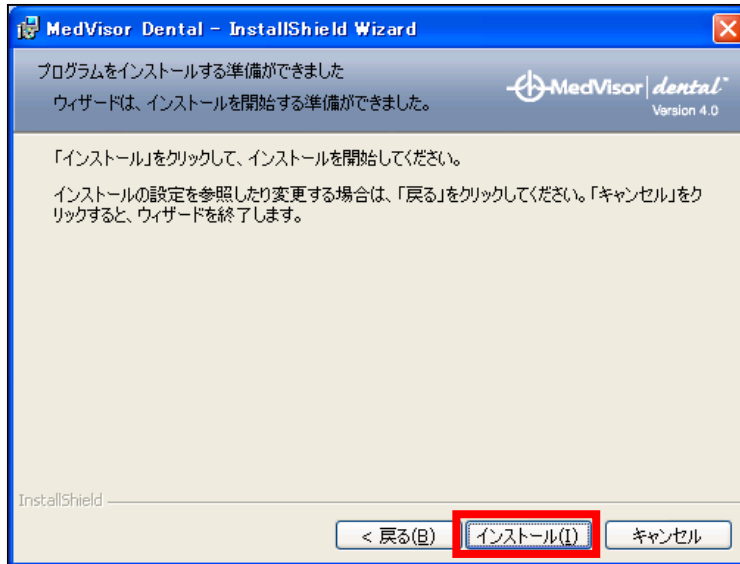 MedVisor Dental - InstallShield Wizard
プログラムをインストールする準備ができました
ウィザードは、インストールを開始する準備ができました。
MedVisor dental™
Version 4.0
「インストール」をクリックして、インストールを開始してください。
インストールの設定を参照したり変更する場合は、「戻る」をクリックしてください。「キャンセル」をク
リックすると、ウィザードを終了します。
InstallShield
< 戻る(B)
インストール(I)
キャンセル